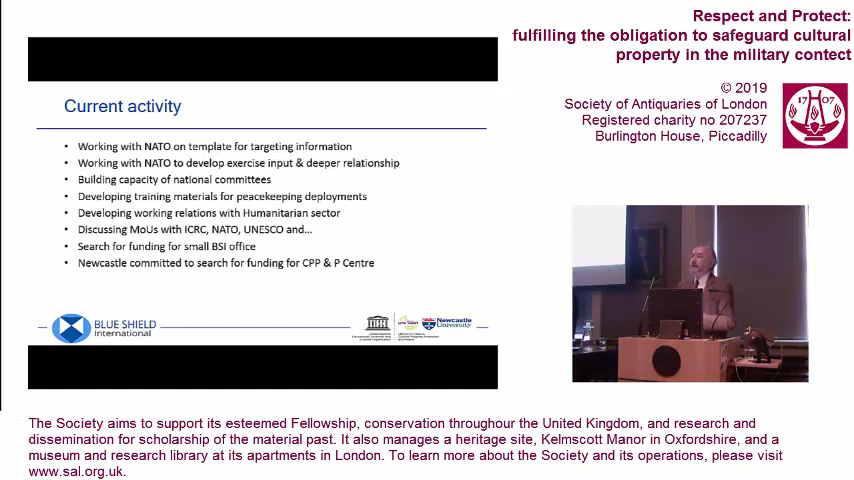 Respect and Protect:
fulfilling the obligation to safeguard cultural
property in the military contect
© 2019
Society of Antiquaries of London
Registered charity no 207237
Burlington House, Piccadilly
17 07
Current activity
• Working with NATO on template for targeting information
• Working with NATO to develop exercise input & deeper relationship
• Building capacity of national committees
• Developing training materials for peacekeeping deployments
• Developing working relations with Humanitarian sector
• Discussing MoUs with ICRC, NATO, UNESCO and...
• Search for funding for small BSI office
• Newcastle committed to search for funding for CPP & P Centre
BLUE SHIELD
International
Newcastle
University
The Society aims to support its esteemed Fellowship, conservation throughour the United Kingdom, and research and
dissemination for scholarship of the material past. It also manages a heritage site, Kelmscott Manor in Oxfordshire, and a
museum and research library at its apartments in London. To learn more about the Society and its operations, please visit
www.sal.org.uk.